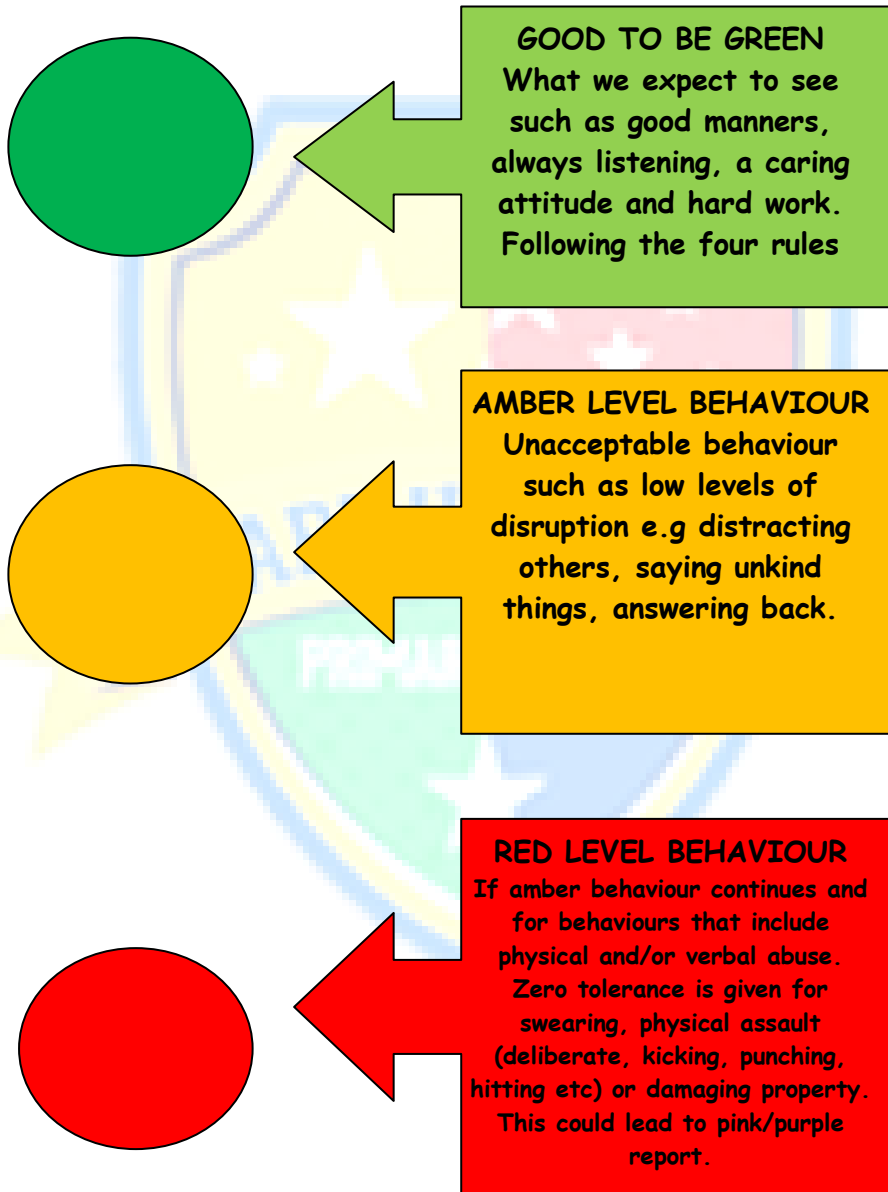 GOOD TO BE GREEN
What we expect to see
such as good manners,
always listening, a caring
attitude and hard work.
Following the four rules
AMBER LEVEL BEHAVIOUR
Unacceptable behaviour
such as low levels of
disruption e.g distracting
others, saying unkind
things, answering back.
RED LEVEL BEHAVIOUR
If amber behaviour continues and
for behaviours that include
physical and/or verbal abuse.
Zero tolerance is given for
swearing, physical assault
(deliberate, kicking, punching,
hitting etc) or damaging property.
This could lead to pink/purple
report.